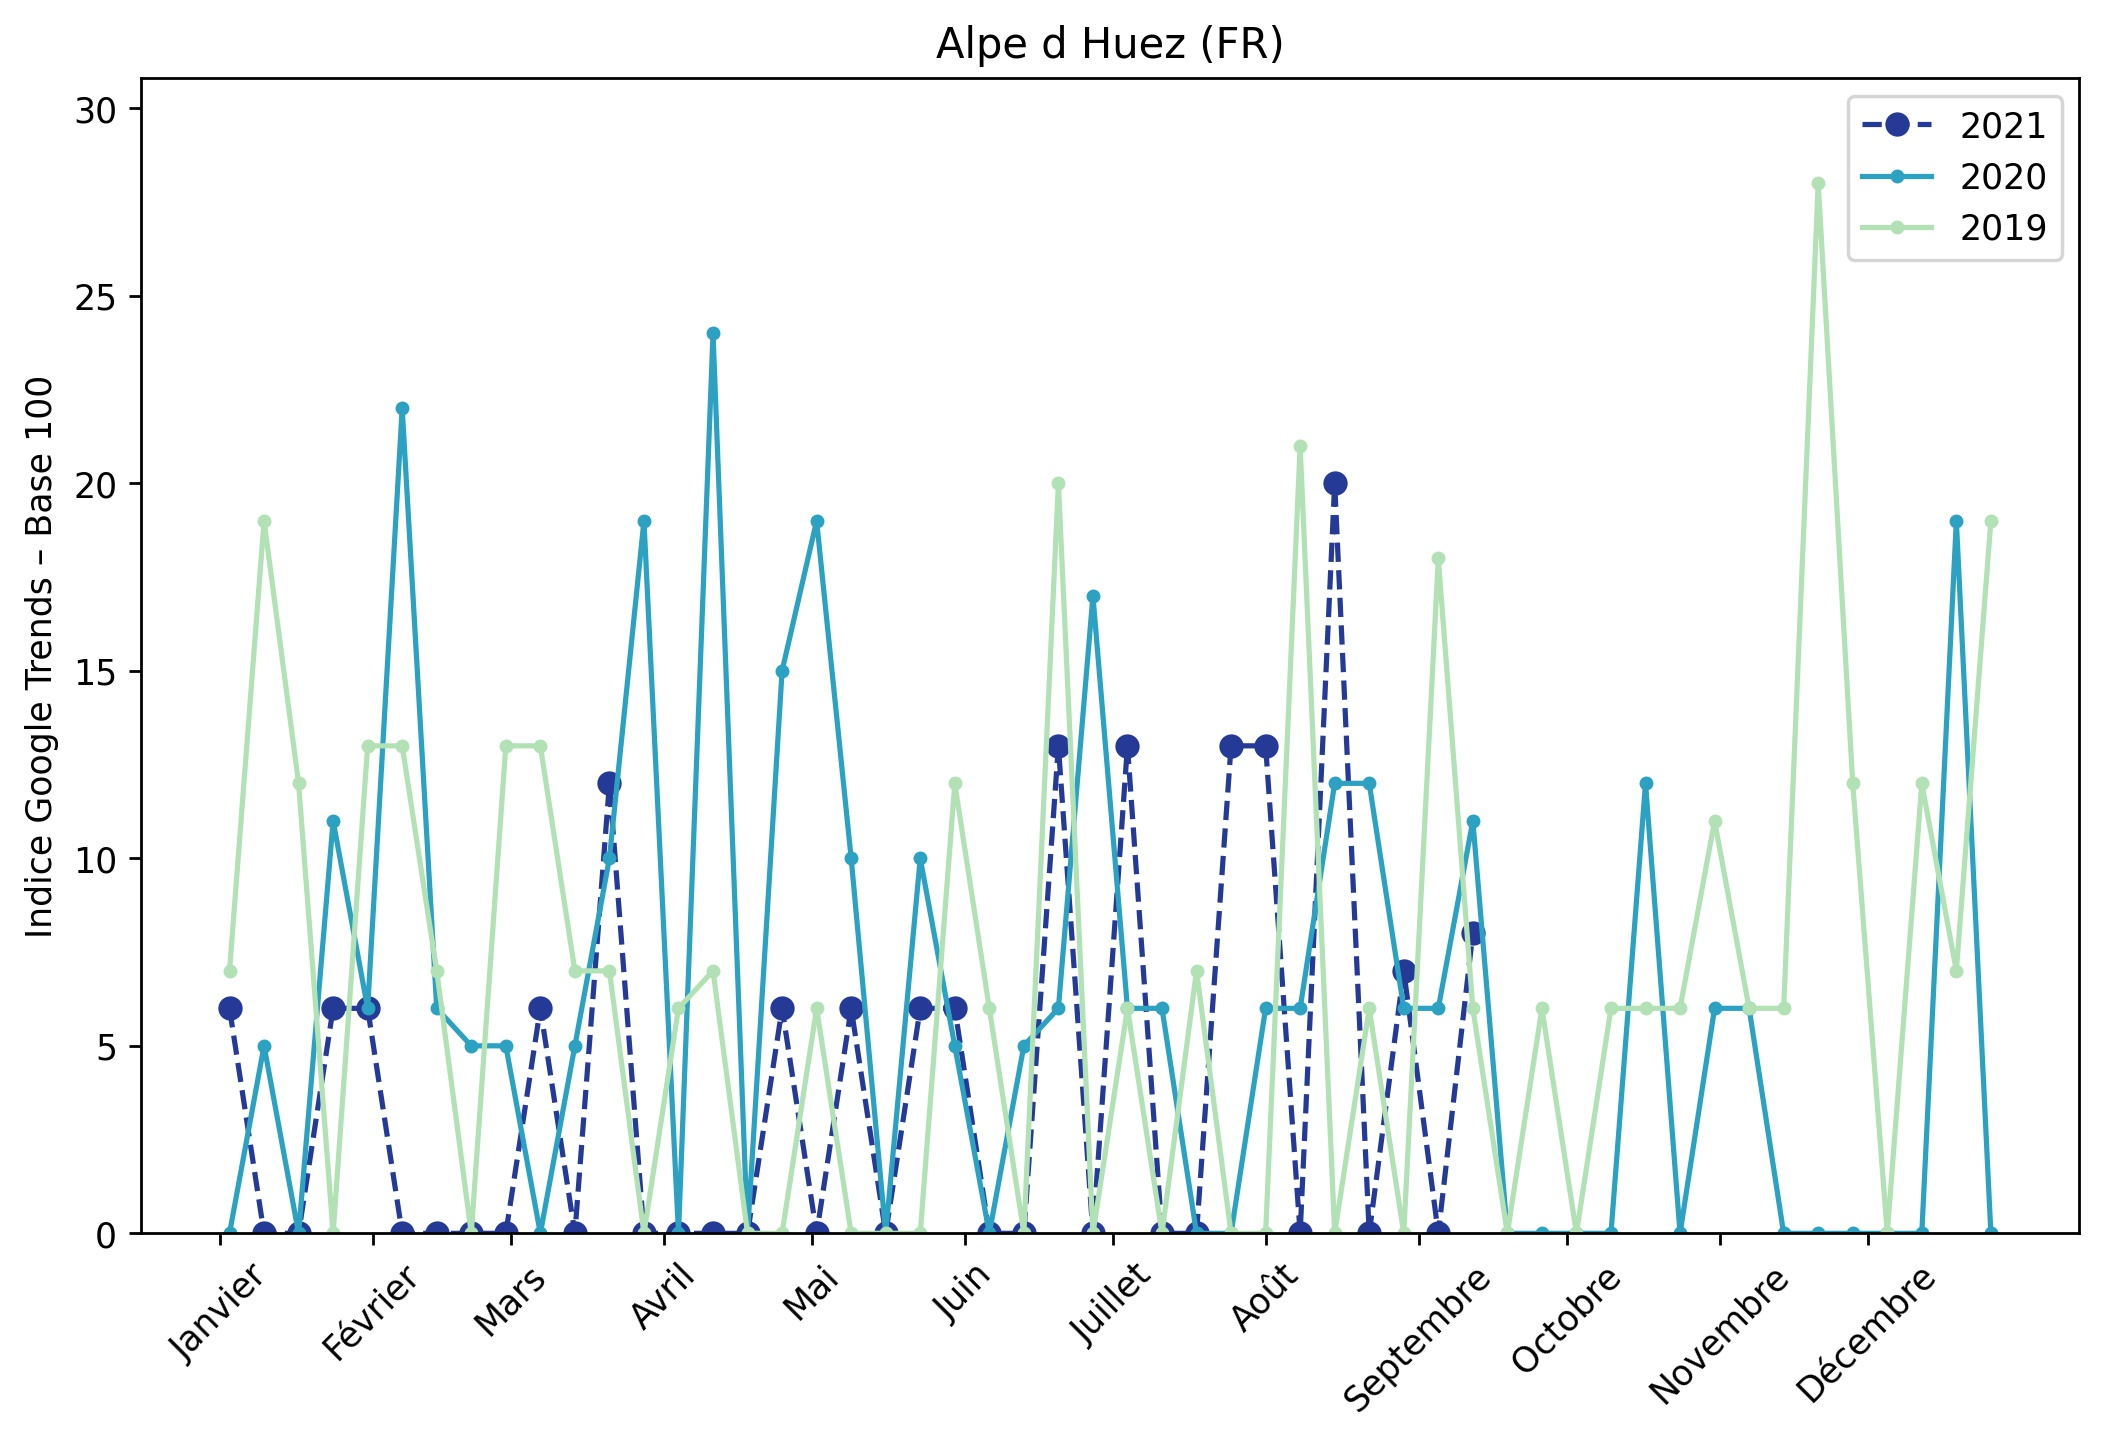 Alpe d Huez (FR)
Indice Google Trends – Base 100
30
25
20
15
10
5
0
2021
2020
2019
Janvier
Février
Mars
Avril
Mai
Juin
Juillet
Août
Septembre
Octobre
Novembre
Décembre